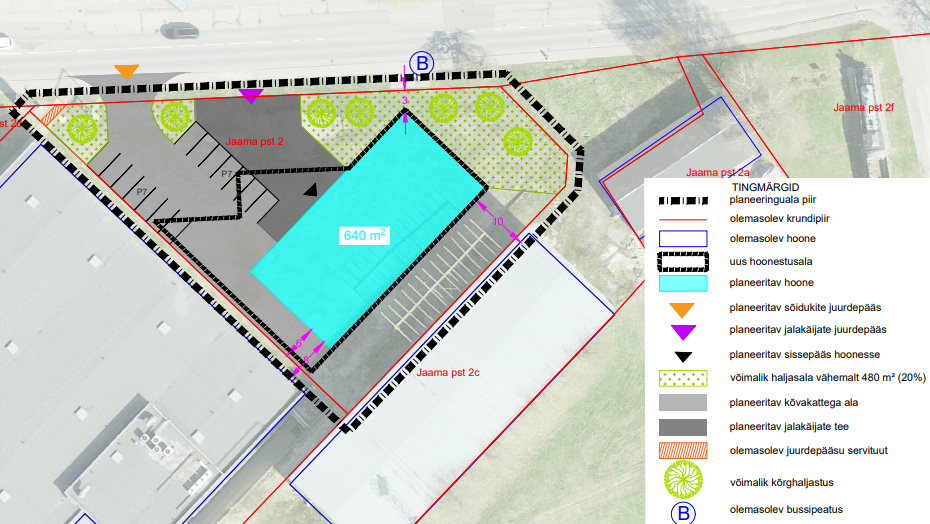 B
3
st 2a
Jaama pst 2
P7
P7
Jaama pst 2f
Jaama pst 2a
640 m²
10
6
Jaama pst 2c
TINGMÄRGID
planeeringuala piir
olemasolev krundipiir
olemasolev hoone
uus hoonestusala
planeeritav hoone
planeeritav sõidukite juurdepääs
planeeritav jalakäijate juurdepääs
planeeritav sissepääs hoonesse
võimalik haljasala vähemalt 480 m² (20%)
planeeritav kõvakattega ala
planeeritav jalakäijate tee
olemasolev juurdepääsu servituut
võimalik kõrghaljastus
B
olemasolev bussipeatus